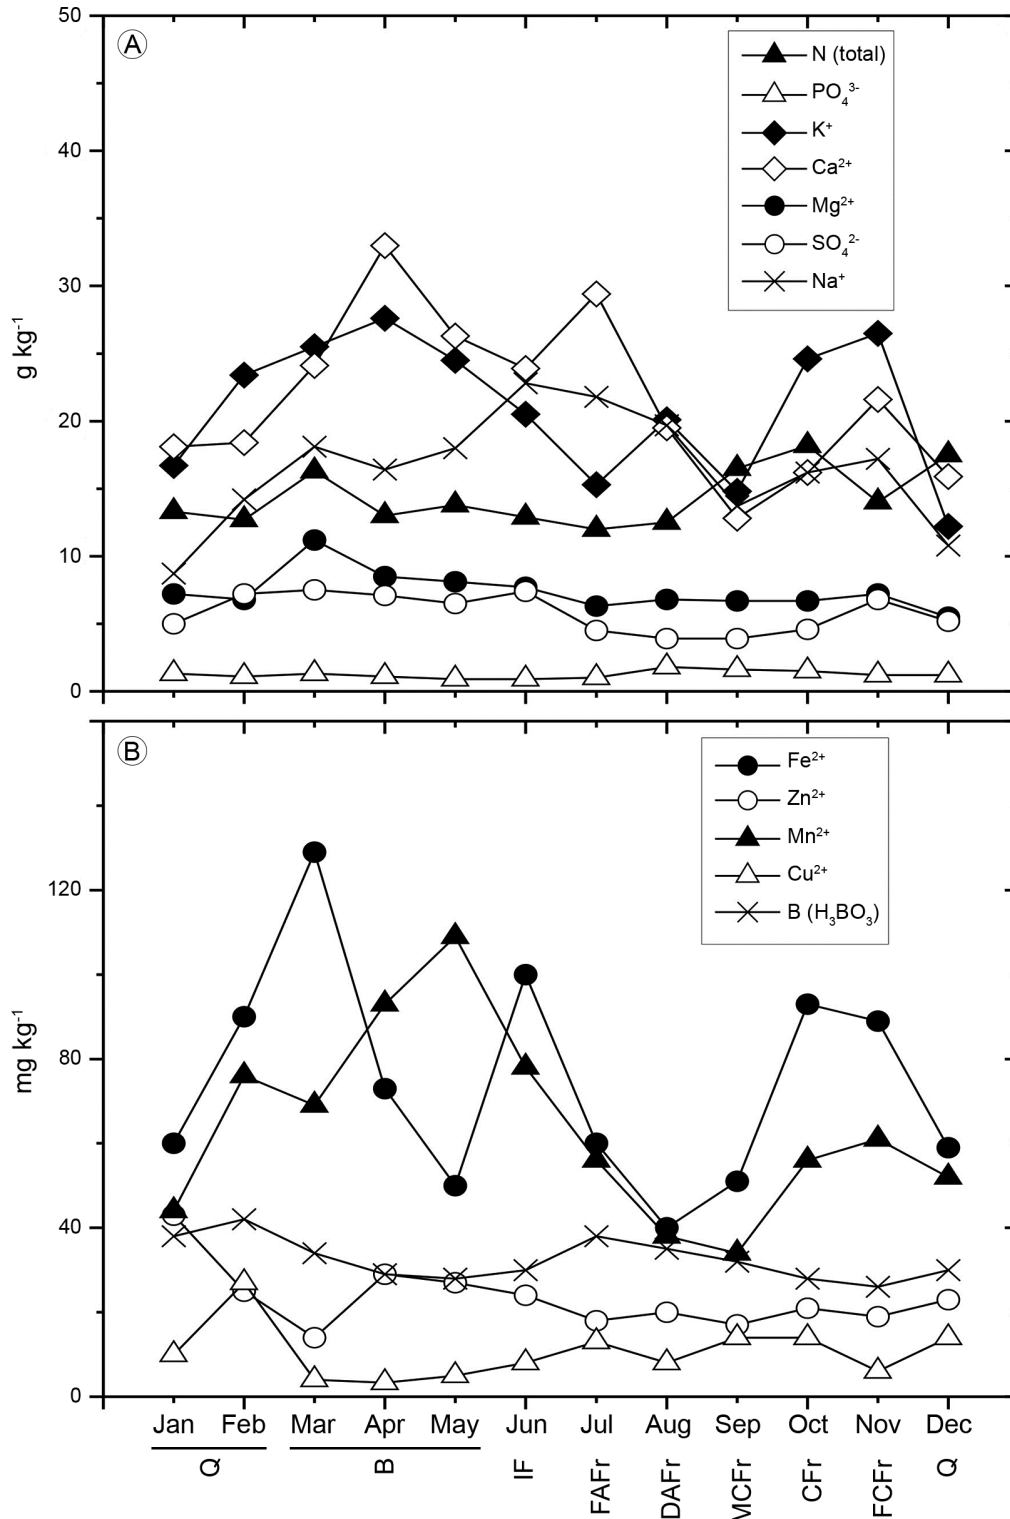 A
50
40
30
20
10
0
g kg⁻¹
N (total)
PO₄³⁻
K⁺
Ca²⁺
Mg²⁺
SO₄²⁻
Na⁺
B
120
80
40
0
mg kg⁻¹
Fe²⁺
Zn²⁺
Mn²⁺
Cu²⁺
B (H₃BO₃)
Jan Feb Mar Apr May Jun Jul Aug Sep Oct Nov Dec
Q B IF FAFr DAFr MCFr CFr FCFr Q